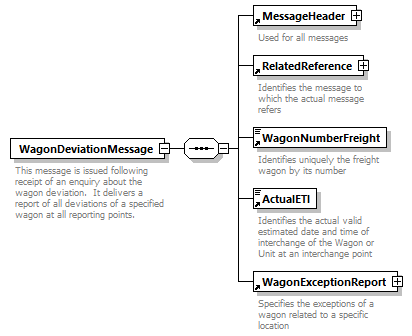 MessageHeader
Used for all messages
RelatedReference
Identifies the message to
which the actual message
refers
WagonDeviationMessage
This message is issued following
receipt of an enquiry about the
wagon deviation.  It delivers a
report of all deviations of a specified
wagon at all reporting points.
WagonNumberFreight
Identifies uniquely the freight
wagon by its number
ActualETI
Identifies the actual valid
estimated date and time of
interchange of the Wagon or
Unit at an interchange point
WagonExceptionReport
Specifies the exceptions of a
wagon related to a specific
location